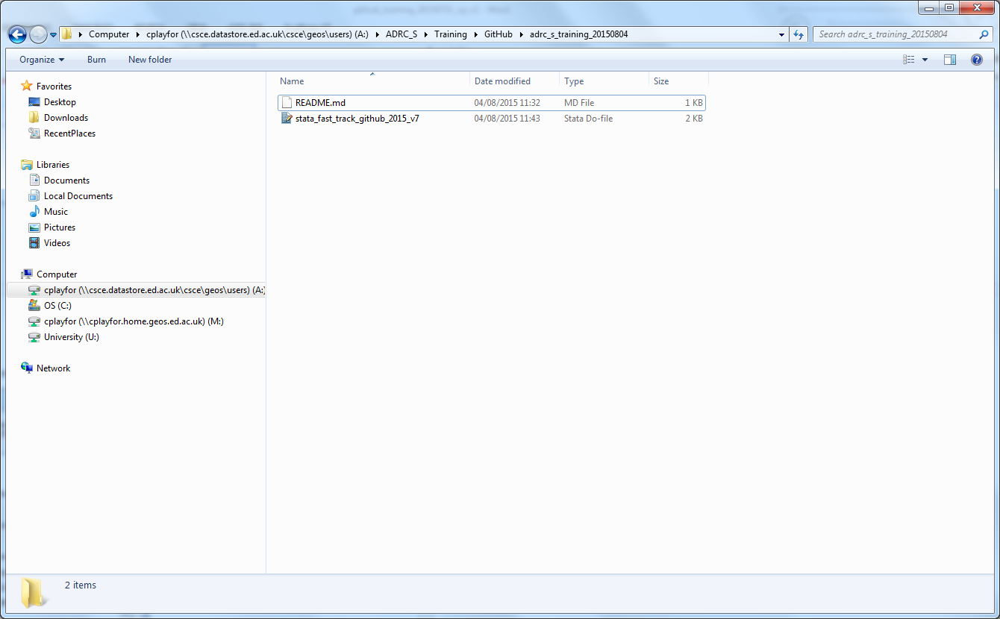 Computer ▸ cplayfor (\\csce.datastore.ed.ac.uk\csce\geos\users) (A:) ▸ ADRC_S ▸ Training ▸ GitHub ▸ adrc_s_training_20150804
Search adrc_s_training_20150804
Organize Burn New folder
Favorites
Desktop
Downloads
RecentPlaces
Libraries
Documents
Local Documents
Music
Pictures
Videos
Computer
cplayfor (\\csce.datastore.ed.ac.uk\csce\geos\users) (A:)
OS (C:)
cplayfor (\\cplayfor.home.geos.ed.ac.uk) (M:)
University (U:)
Network
Name Date modified Type Size
README.md 04/08/2015 11:32 MD File 1 KB
stata_fast_track_github_2015_v7 04/08/2015 11:43 Stata Do-file 2 KB
2 items